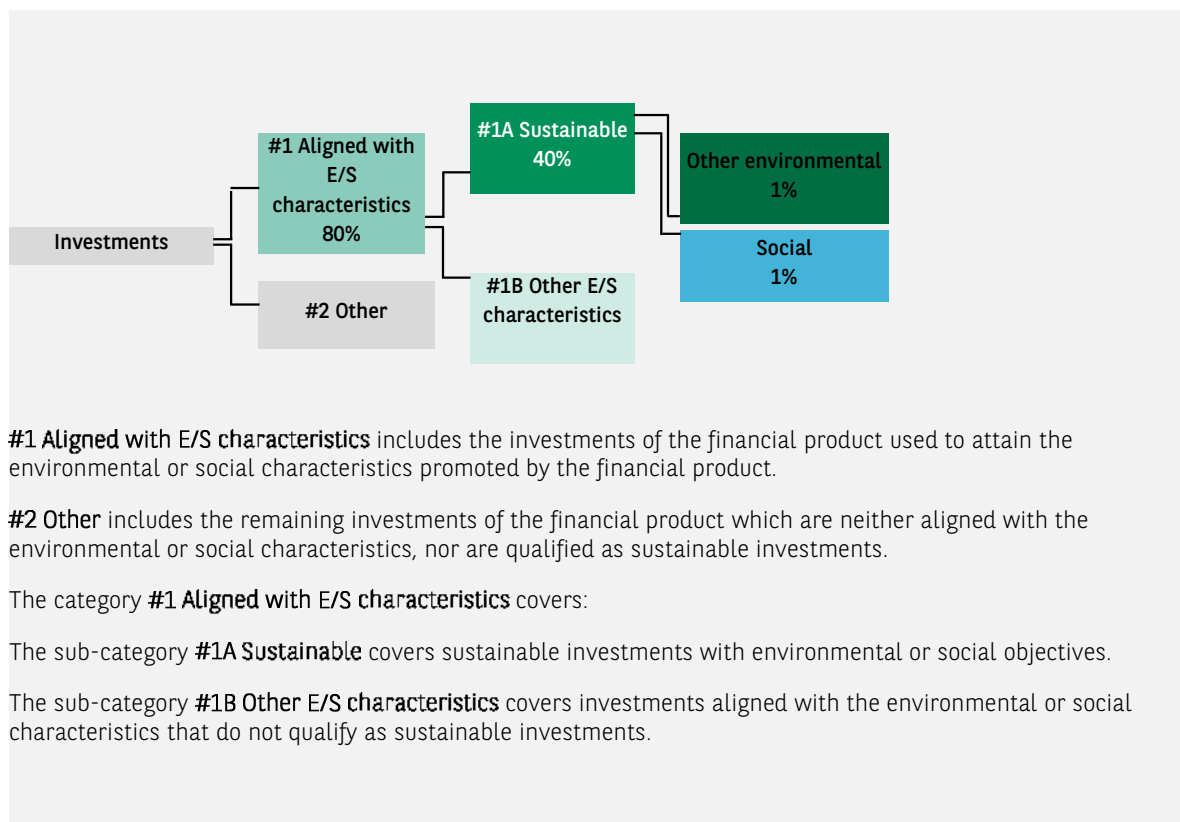 #1A Sustainable
40%
#1 Aligned with
E/S
characteristics
80%
Other environmental
1%
Investments
Social
1%
#2 Other
#1B Other E/S
characteristics
#1 Aligned with E/S characteristics includes the investments of the financial product used to attain the
environmental or social characteristics promoted by the financial product.
#2 Other includes the remaining investments of the financial product which are neither aligned with the
environmental or social characteristics, nor are qualified as sustainable investments.
The category #1 Aligned with E/S characteristics covers:
The sub-category #1A Sustainable covers sustainable investments with environmental or social objectives.
The sub-category #1B Other E/S characteristics covers investments aligned with the environmental or social
characteristics that do not qualify as sustainable investments.